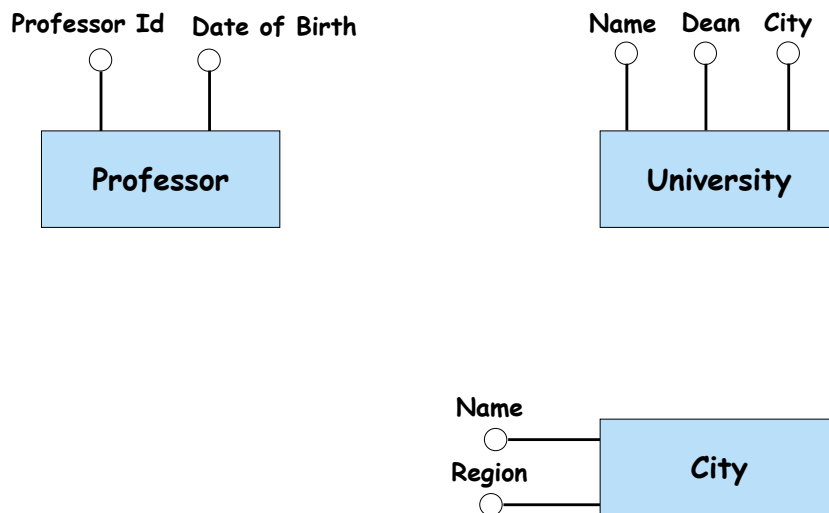 Professor Id Date of Birth
Name Dean City
Professor
University
Name
Region
City